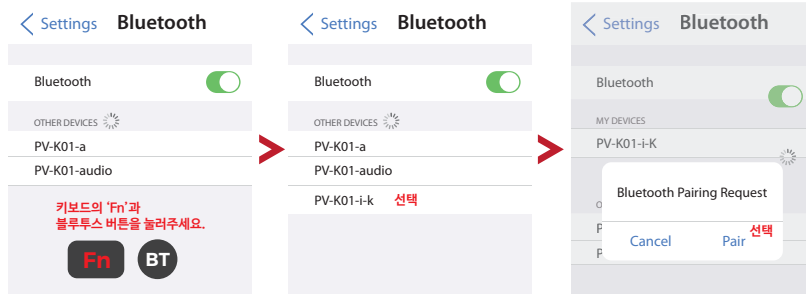 Settings Bluetooth
Bluetooth
OTHER DEVICES
PV-K01-a
PV-K01-audio
키보드의 ‘Fn’과
블루투스 버튼을 눌러주세요.
Fn BT
Settings Bluetooth
Bluetooth
OTHER DEVICES
PV-K01-a
PV-K01-audio
PV-K01-i-k 선택
Settings Bluetooth
Bluetooth
MY DEVICES
PV-K01-i-K
O
Bluetooth Pairing Request
P
Cancel Pair 선택
P